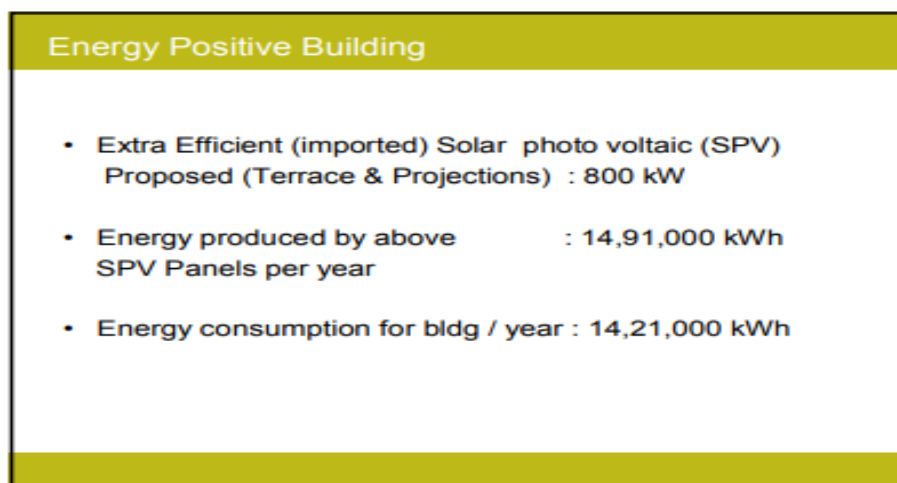 Energy Positive Building
• Extra Efficient (imported) Solar photo voltaic (SPV)
Proposed (Terrace & Projections) : 800 kW
• Energy produced by above : 14,91,000 kWh
SPV Panels per year
• Energy consumption for bldg / year : 14,21,000 kWh